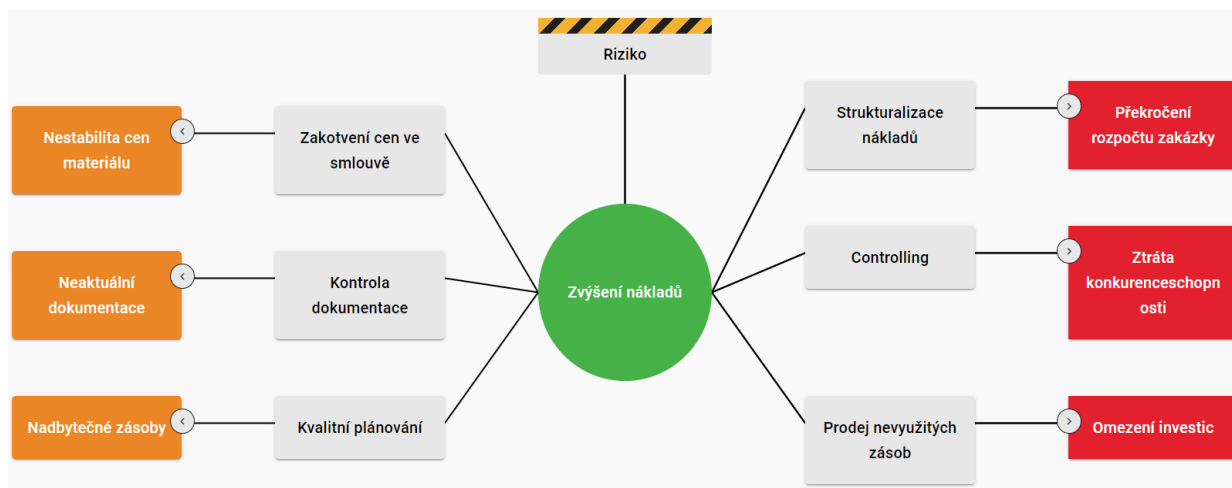 Riziko
Nestabilita cen
materiálu
Zakotvení cen ve
smlouvě
Strukturalizace
nákladů
Překročení
rozpočtu zakázky
Neaktuální
dokumentace
Kontrola
dokumentace
Zvýšení nákladů
Controlling
Ztráta
konkurenceschopn
osti
Nadbytečné zásoby
Kvalitní plánování
Prodej nevyužitých
zásob
Omezení investic